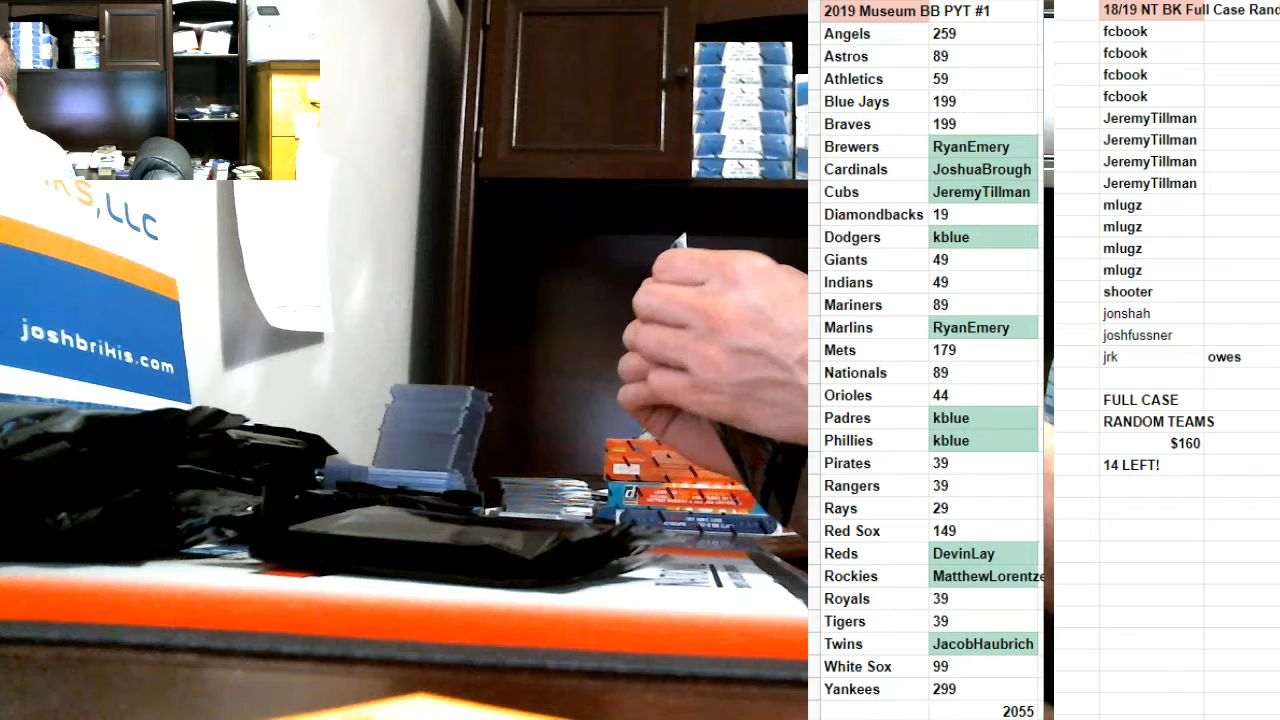 KS, LLC
joshbrikis.com
2019 Museum BB PYT #1
Angels 259
Astros 89
Athletics 59
Blue Jays 199
Braves 199
Brewers RyanEmery
Cardinals JoshuaBrough
Cubs JeremyTillman
Diamondbacks 19
Dodgers kblue
Giants 49
Indians 49
Mariners 89
Marlins RyanEmery
Mets 179
Nationals 89
Orioles 44
Padres kblue
Phillies kblue
Pirates 39
Rangers 39
Rays 29
Red Sox 149
Reds DevinLay
Rockies MatthewLorentze
Royals 39
Tigers 39
Twins JacobHaubrich
White Sox 99
Yankees 299
2055
18/19 NT BK Full Case Rand
fcbook
fcbook
fcbook
fcbook
JeremyTillman
JeremyTillman
JeremyTillman
JeremyTillman
mlugz
mlugz
mlugz
mlugz
shooter
jonshah
joshfussner
jrk owes
FULL CASE
RANDOM TEAMS
$160
14 LEFT!